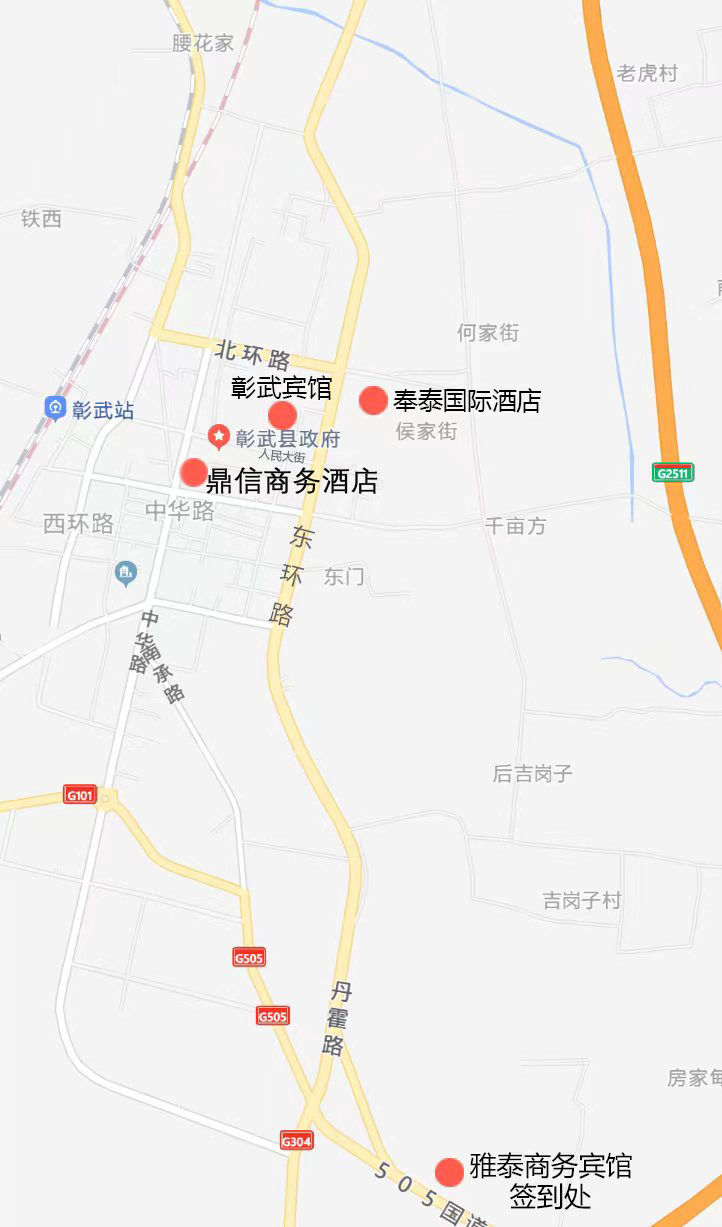 腰花家
老虎村
铁西
何家街
北环路
彰武宾馆
奉泰国际酒店
彰武站
彰武县政府
侯家街
人民大街
鼎信商务酒店
G2511
中华路
西环路
千亩方
东环路
东门
中华路
南承路
后吉岗子
G101
吉岗子村
G505
丹霍路
G505
房家甸
G304
雅泰商务宾馆
签到处
505国道